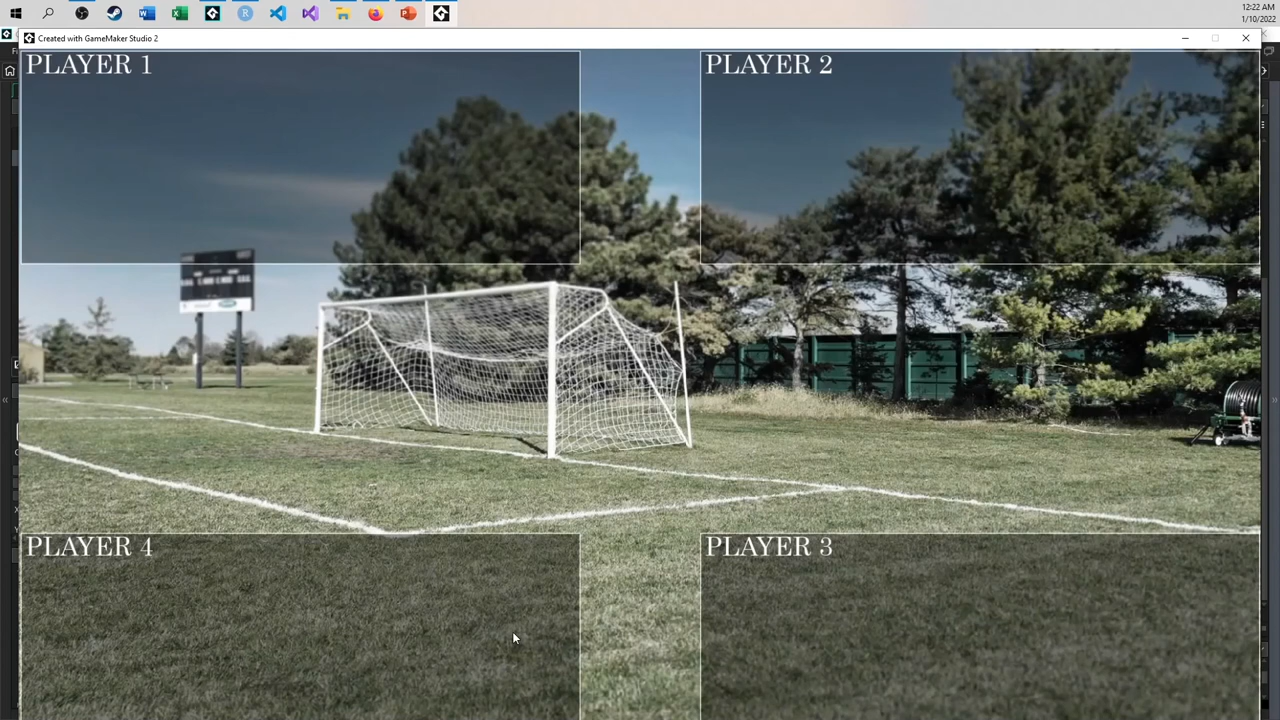 12:22 AM
1/10/2022
Created with GameMaker Studio 2
PLAYER 1
PLAYER 2
PLAYER 4
PLAYER 3